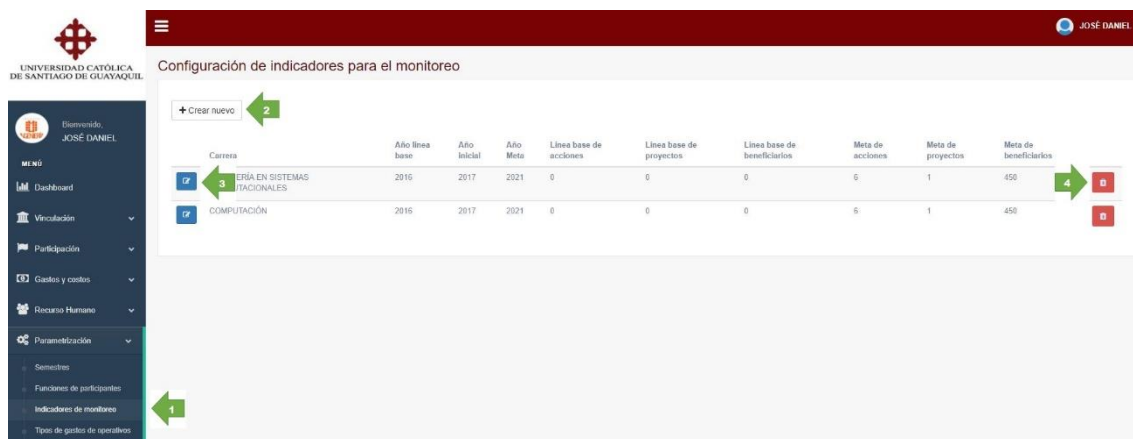 UNIVERSIDAD CATÓLICA
DE SANTIAGO DE GUAYAQUIL
JOSÉ DANIEL
Configuración de indicadores para el monitoreo
Bienvenido,
JOSÉ DANIEL
MENÚ
Dashboard
Vinculación
Participación
Gastos y costos
Recurso Humano
Parametrización
Semestres
Funciones de participantes
Indicadores de monitoreo
1
Tipos de gastos de operativos
+ Crear nuevo
2
Carrera Año línea base Año inicial Año Meta Línea base de acciones Línea base de proyectos Línea base de beneficiarios Meta de acciones Meta de proyectos Meta de beneficiarios
3 ERÍA EN SISTEMAS 2016 2017 2021 0 0 0 6 1 450 4
UTACIONALES
COMPUTACIÓN 2016 2017 2021 0 0 0 6 1 450